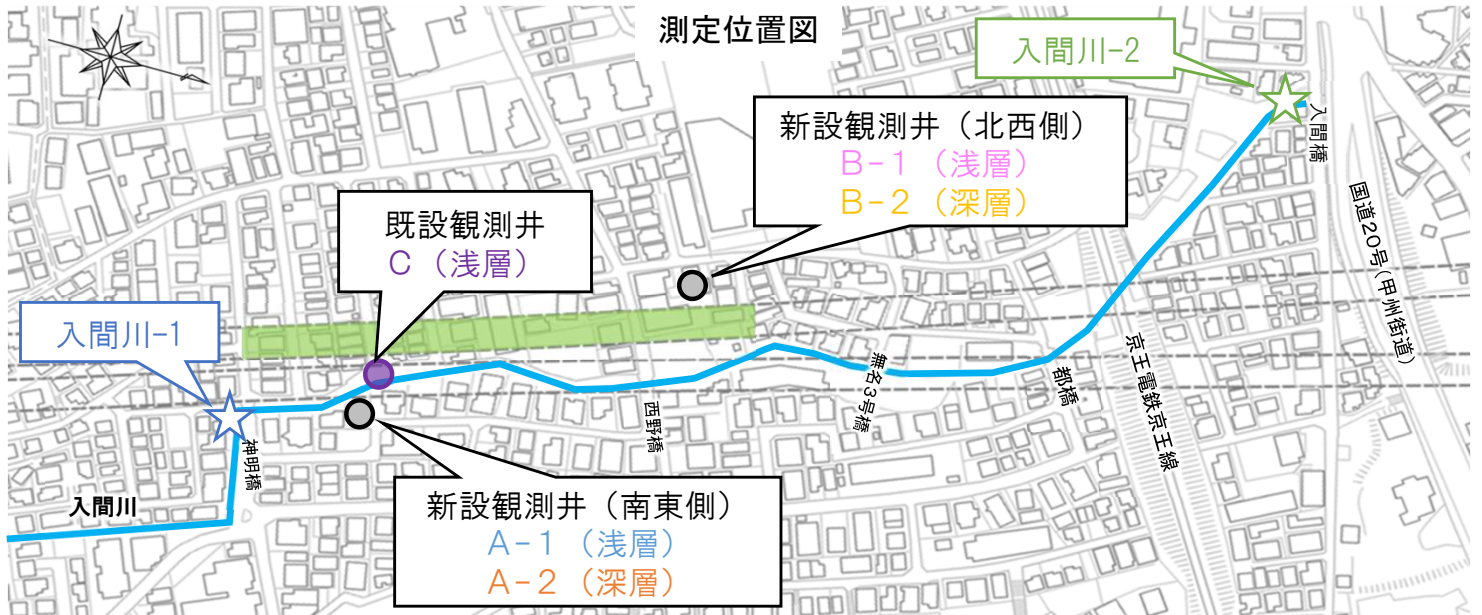 測定位置図
入間川-2
入間橋
新設観測井（北西側）
B-1（浅層）
B-2（深層）
国道20号(甲州街道)
既設観測井
C（浅層）
入間川-1
無名3号橋
都橋
京王電鉄京王線
西野橋
神明橋
入間川
新設観測井（南東側）
A-1（浅層）
A-2（深層）